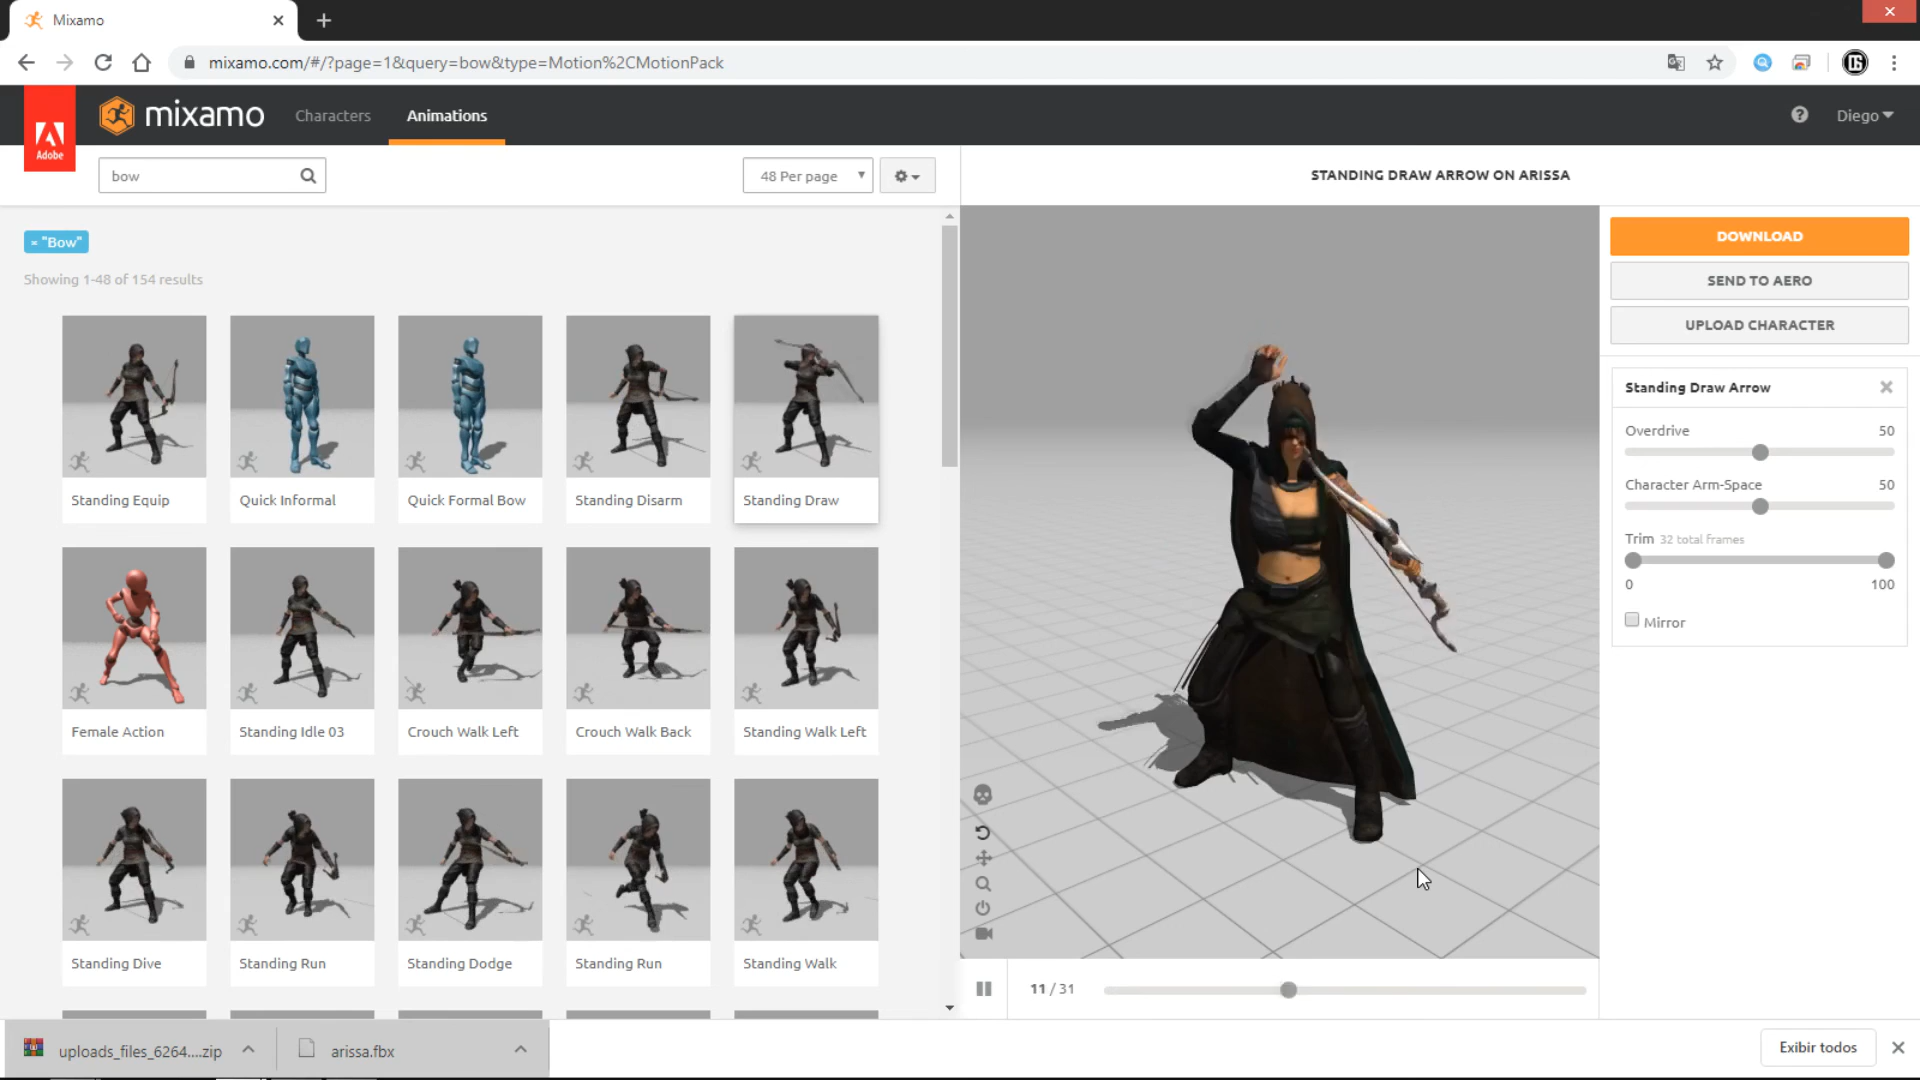 Mixamo
mixamo.com/#/?page=1&query=bow&type=Motion%2CMotionPack
Adobe
mixamo
Characters
Animations
Diego
bow
48 Per page
STANDING DRAW ARROW ON ARISSA
= "Bow"
Showing 1-48 of 154 results
Standing Equip
Quick Informal
Quick Formal Bow
Standing Disarm
Standing Draw
Female Action
Standing Idle 03
Crouch Walk Left
Crouch Walk Back
Standing Walk Left
Standing Dive
Standing Run
Standing Dodge
Standing Run
Standing Walk
DOWNLOAD
SEND TO AERO
UPLOAD CHARACTER
Standing Draw Arrow
Overdrive 50
Character Arm-Space 50
Trim 32 total frames
0 100
Mirror
11 / 31
uploads_files_6264....zip
arissa.fbx
Exibir todos